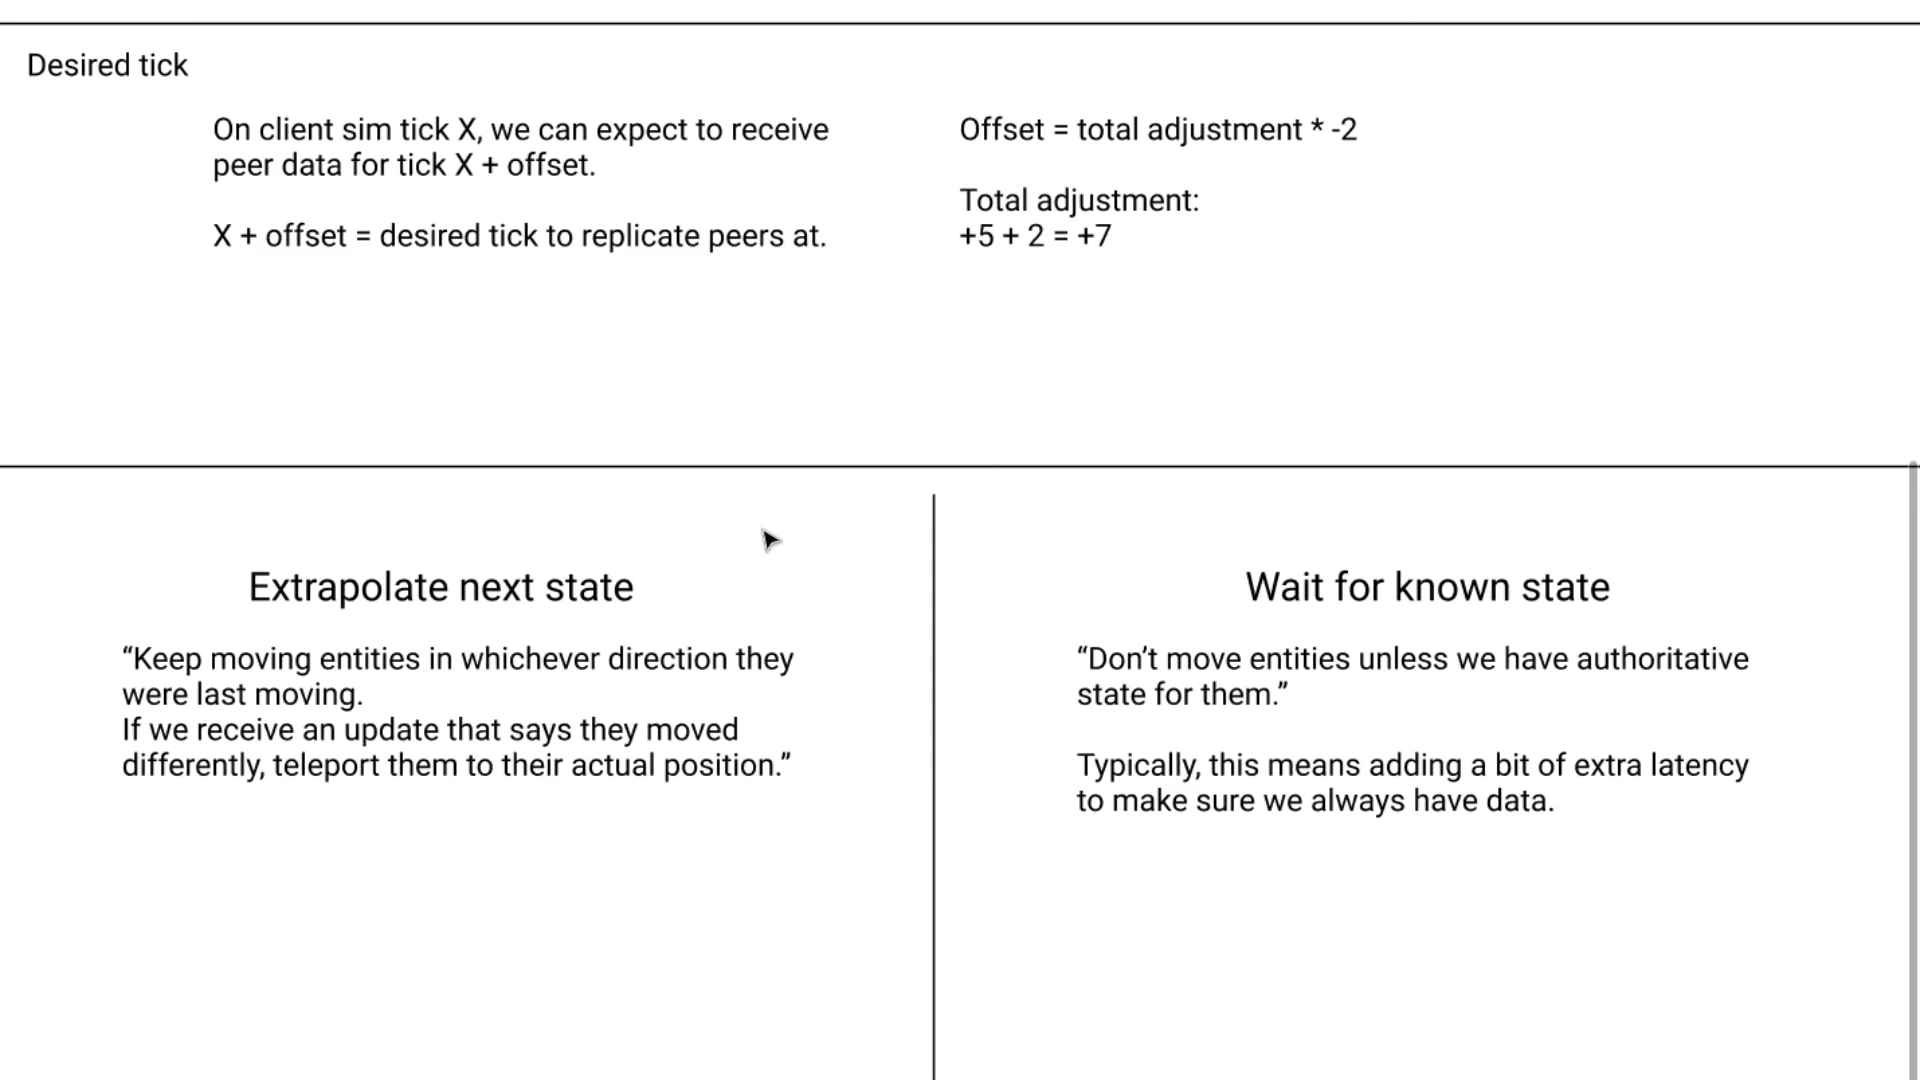 Desired tick
On client sim tick X, we can expect to receive
peer data for tick X + offset.
X + offset = desired tick to replicate peers at.
Offset = total adjustment * -2
Total adjustment:
+5 + 2 = +7
Extrapolate next state
“Keep moving entities in whichever direction they
were last moving.
If we receive an update that says they moved
differently, teleport them to their actual position.”
Wait for known state
“Don’t move entities unless we have authoritative
state for them.”
Typically, this means adding a bit of extra latency
to make sure we always have data.